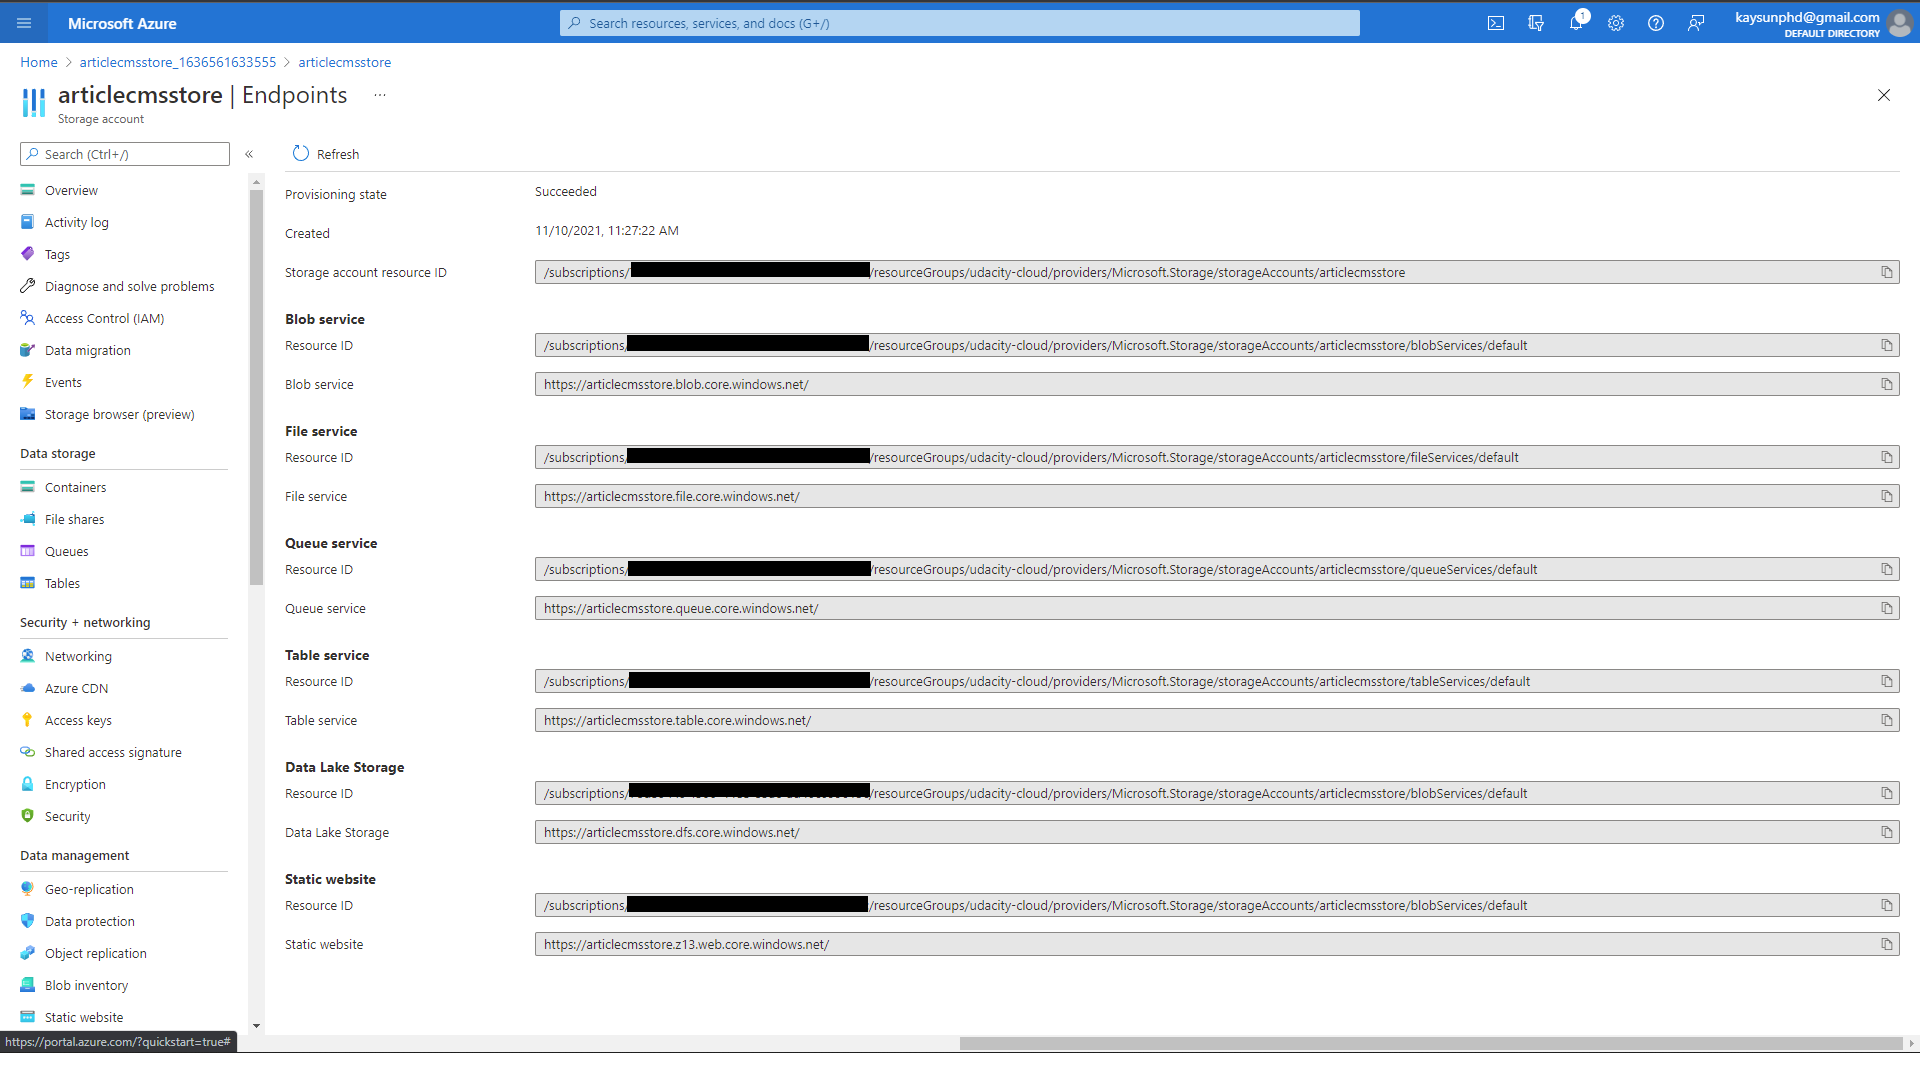 Microsoft Azure
Search resources, services, and docs (G+/)
1
kaysunphd@gmail.com
DEFAULT DIRECTORY
Home > articlecmsstore_1636561633555 > articlecmsstore
articlecmsstore | Endpoints ...
Storage account
Search (Ctrl+/)
«
Overview
Activity log
Tags
Diagnose and solve problems
Access Control (IAM)
Data migration
Events
Storage browser (preview)
Data storage
Containers
File shares
Queues
Tables
Security + networking
Networking
Azure CDN
Access keys
Shared access signature
Encryption
Security
Data management
Geo-replication
Data protection
Object replication
Blob inventory
Static website
https://portal.azure.com/?quickstart=true#
Refresh
Provisioning state
Succeeded
Created
11/10/2021, 11:27:22 AM
Storage account resource ID
/subscriptions/ /resourceGroups/udacity-cloud/providers/Microsoft.Storage/storageAccounts/articlecmsstore
Blob service
Resource ID
/subscriptions/ /resourceGroups/udacity-cloud/providers/Microsoft.Storage/storageAccounts/articlecmsstore/blobServices/default
Blob service
https://articlecmsstore.blob.core.windows.net/
File service
Resource ID
/subscriptions/ /resourceGroups/udacity-cloud/providers/Microsoft.Storage/storageAccounts/articlecmsstore/fileServices/default
File service
https://articlecmsstore.file.core.windows.net/
Queue service
Resource ID
/subscriptions/ /resourceGroups/udacity-cloud/providers/Microsoft.Storage/storageAccounts/articlecmsstore/queueServices/default
Queue service
https://articlecmsstore.queue.core.windows.net/
Table service
Resource ID
/subscriptions/ /resourceGroups/udacity-cloud/providers/Microsoft.Storage/storageAccounts/articlecmsstore/tableServices/default
Table service
https://articlecmsstore.table.core.windows.net/
Data Lake Storage
Resource ID
/subscriptions/ /resourceGroups/udacity-cloud/providers/Microsoft.Storage/storageAccounts/articlecmsstore/blobServices/default
Data Lake Storage
https://articlecmsstore.dfs.core.windows.net/
Static website
Resource ID
/subscriptions/ /resourceGroups/udacity-cloud/providers/Microsoft.Storage/storageAccounts/articlecmsstore/blobServices/default
Static website
https://articlecmsstore.z13.web.core.windows.net/